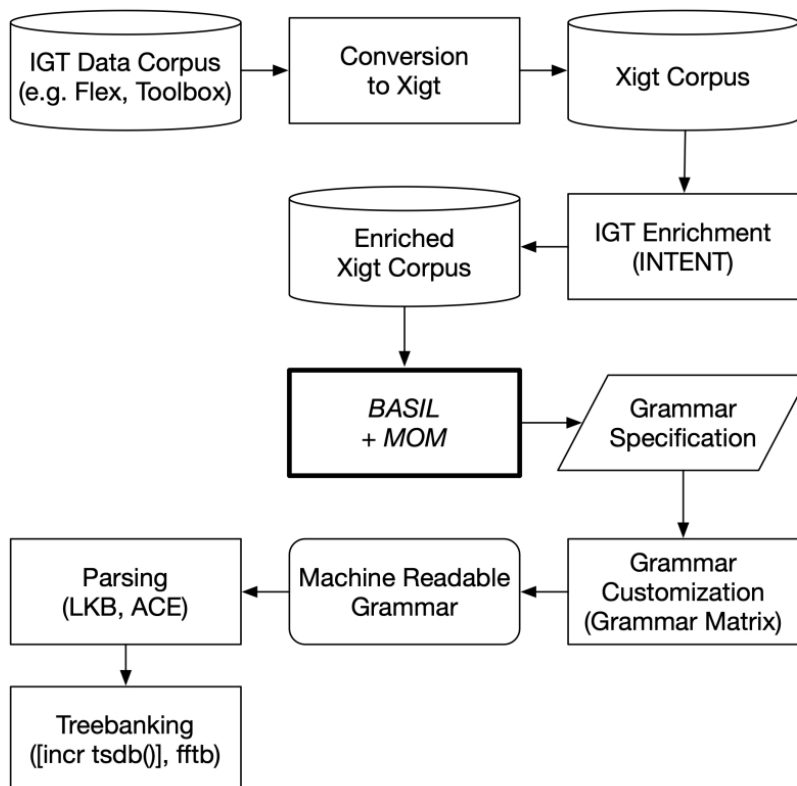 IGT Data Corpus
(e.g. Flex, Toolbox)
Conversion
to Xigt
Xigt Corpus
IGT Enrichment
(INTENT)
Enriched
Xigt Corpus
BASIL
+ MOM
Grammar
Specification
Grammar
Customization
(Grammar Matrix)
Machine Readable
Grammar
Parsing
(LKB, ACE)
Treebanking
([incr tsdb()], fftb)